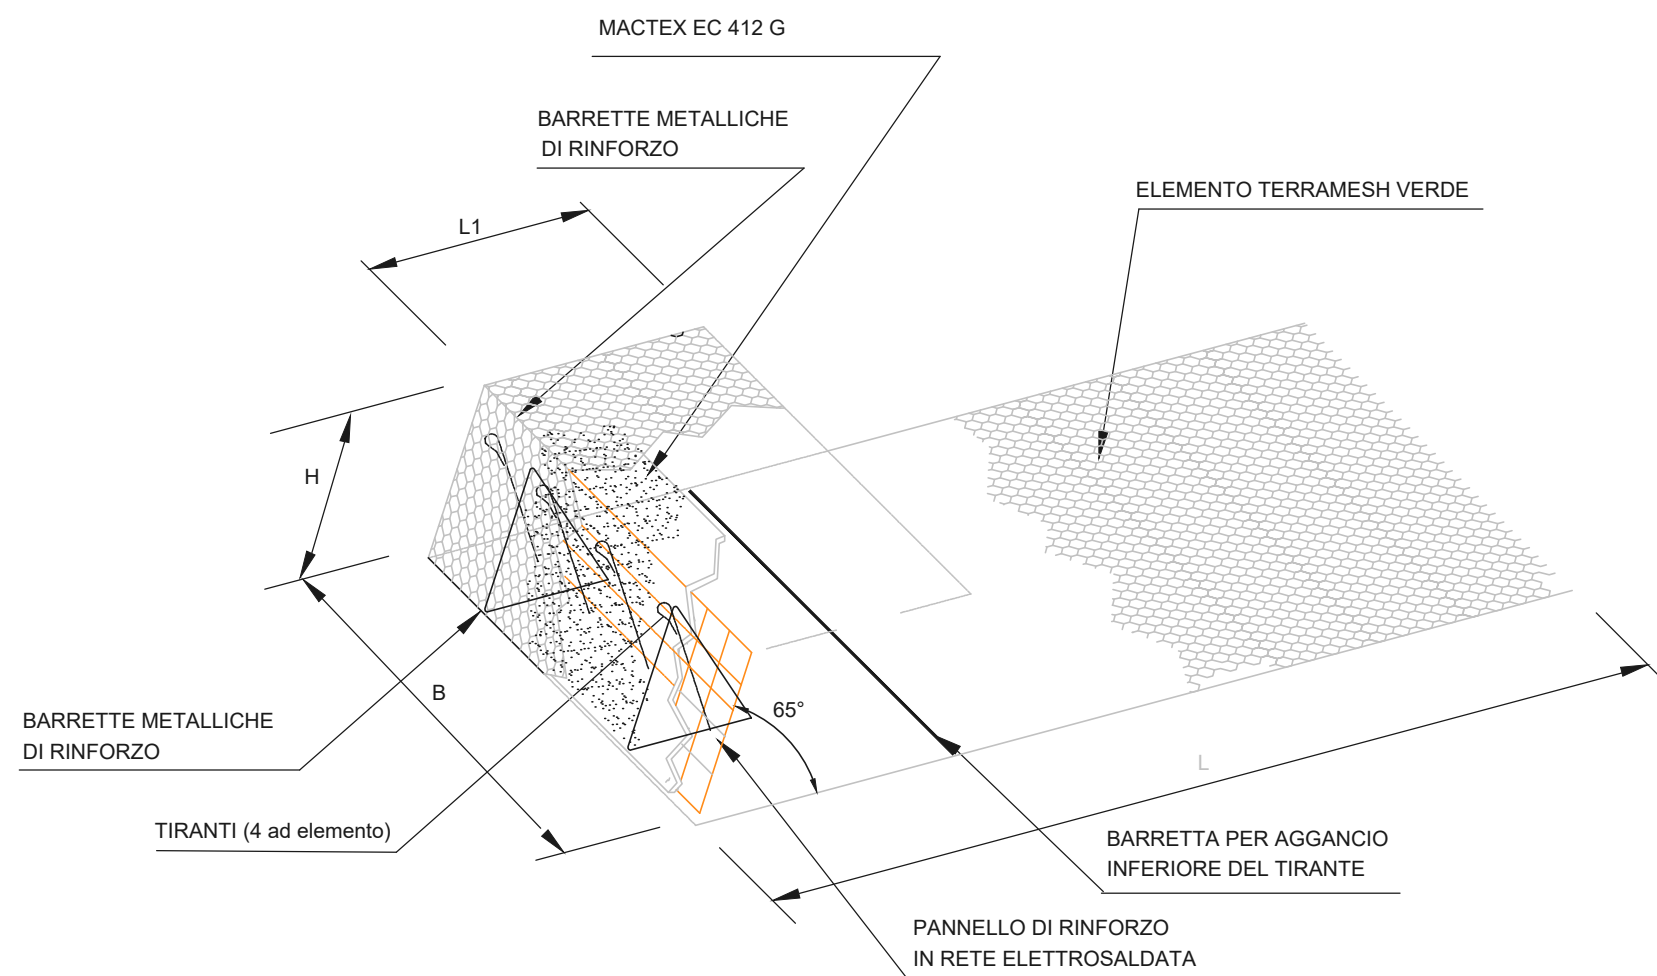 MACTEX EC 412 G
BARRETTE METALLICHE
DI RINFORZO
ELEMENTO TERRAMESH VERDE
L1
H
B
65°
L
BARRETTE METALLICHE
DI RINFORZO
TIRANTI (4 ad elemento)
BARRETTA PER AGGANCIO
INFERIORE DEL TIRANTE
PANNELLO DI RINFORZO
IN RETE ELETTROSALDATA